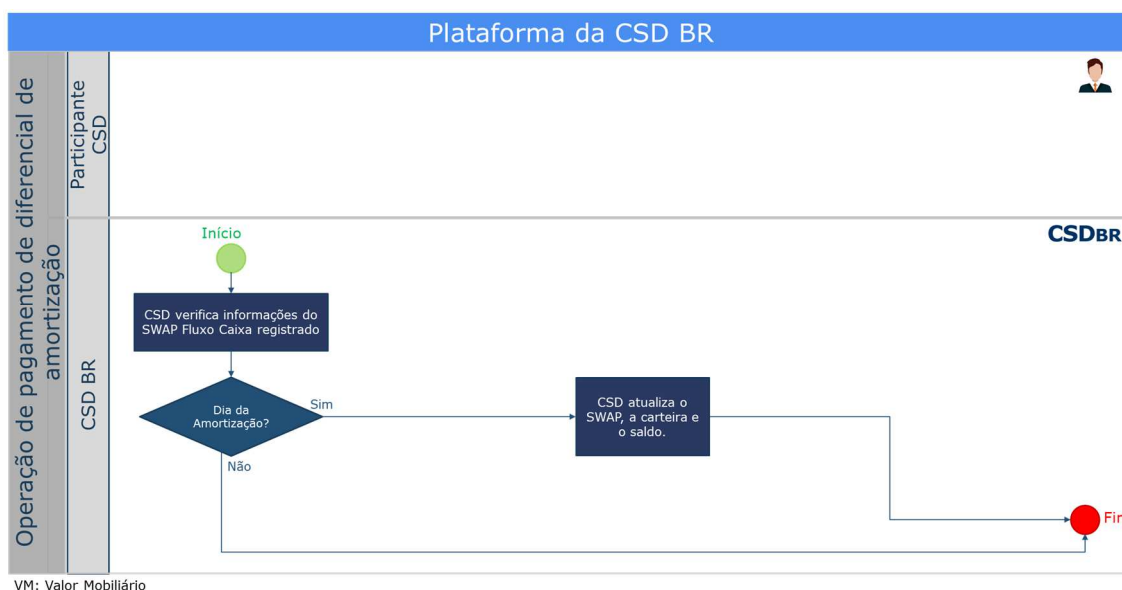 Plataforma da CSD BR
Operação de pagamento de diferencial de
amortização
Participante
CSD
CSD BR
CSDBR
Início
CSD verifica informações do
SWAP Fluxo Caixa registrado
Dia da
Amortização?
Sim
Não
CSD atualiza o
SWAP, a carteira e
o saldo.
VM: Valor Mobiliário